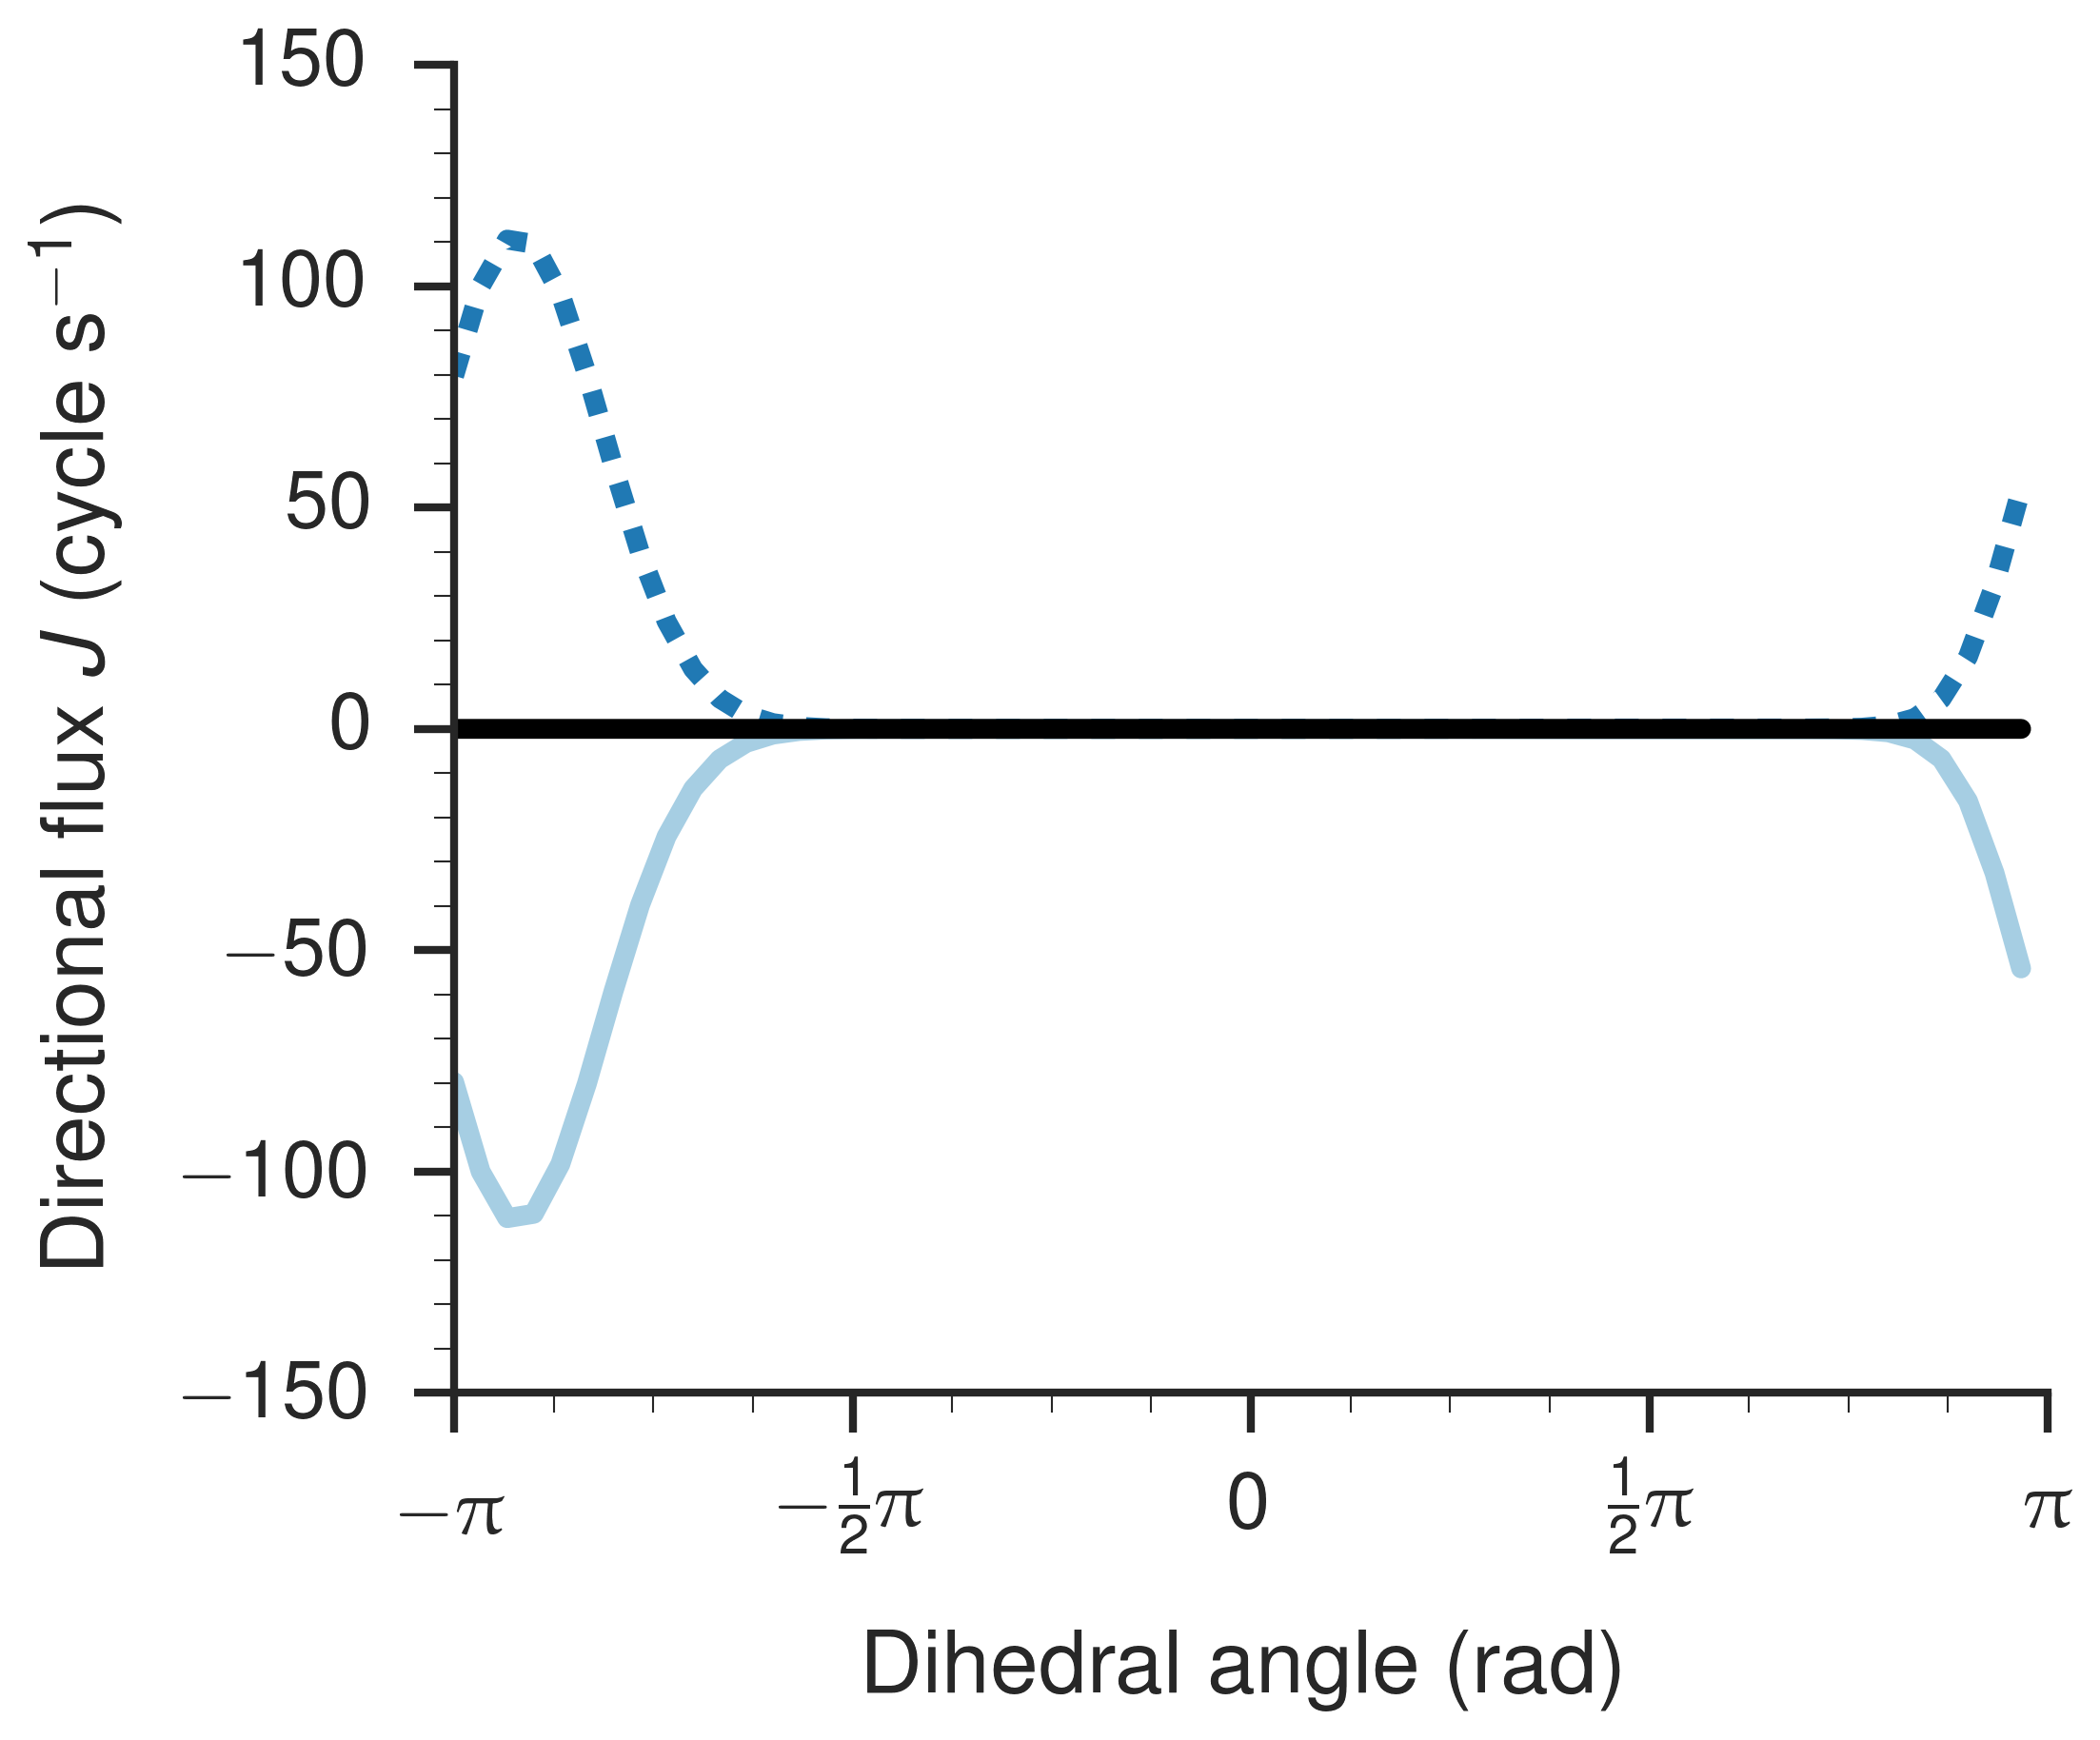 150
100
50
0
−50
−100
−150
Directional flux J (cycle s⁻¹)
−π
−½π
0
½π
π
Dihedral angle (rad)